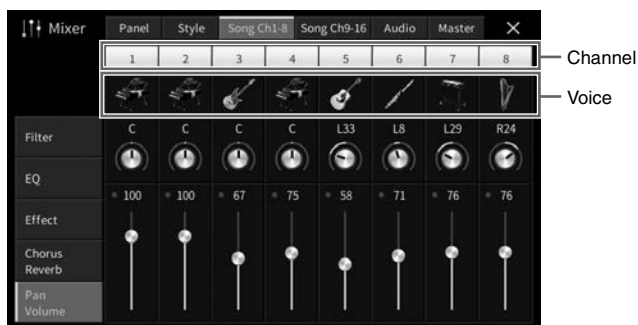 Mixer Panel Style Song Ch1-8 Song Ch9-16 Audio Master ×
1 2 3 4 5 6 7 8 Channel
Voice
Filter
C C C C L33 L8 L29 R24
EQ
100 100 67 75 58 71 76 76
Effect
Chorus
Reverb
Pan
Volume